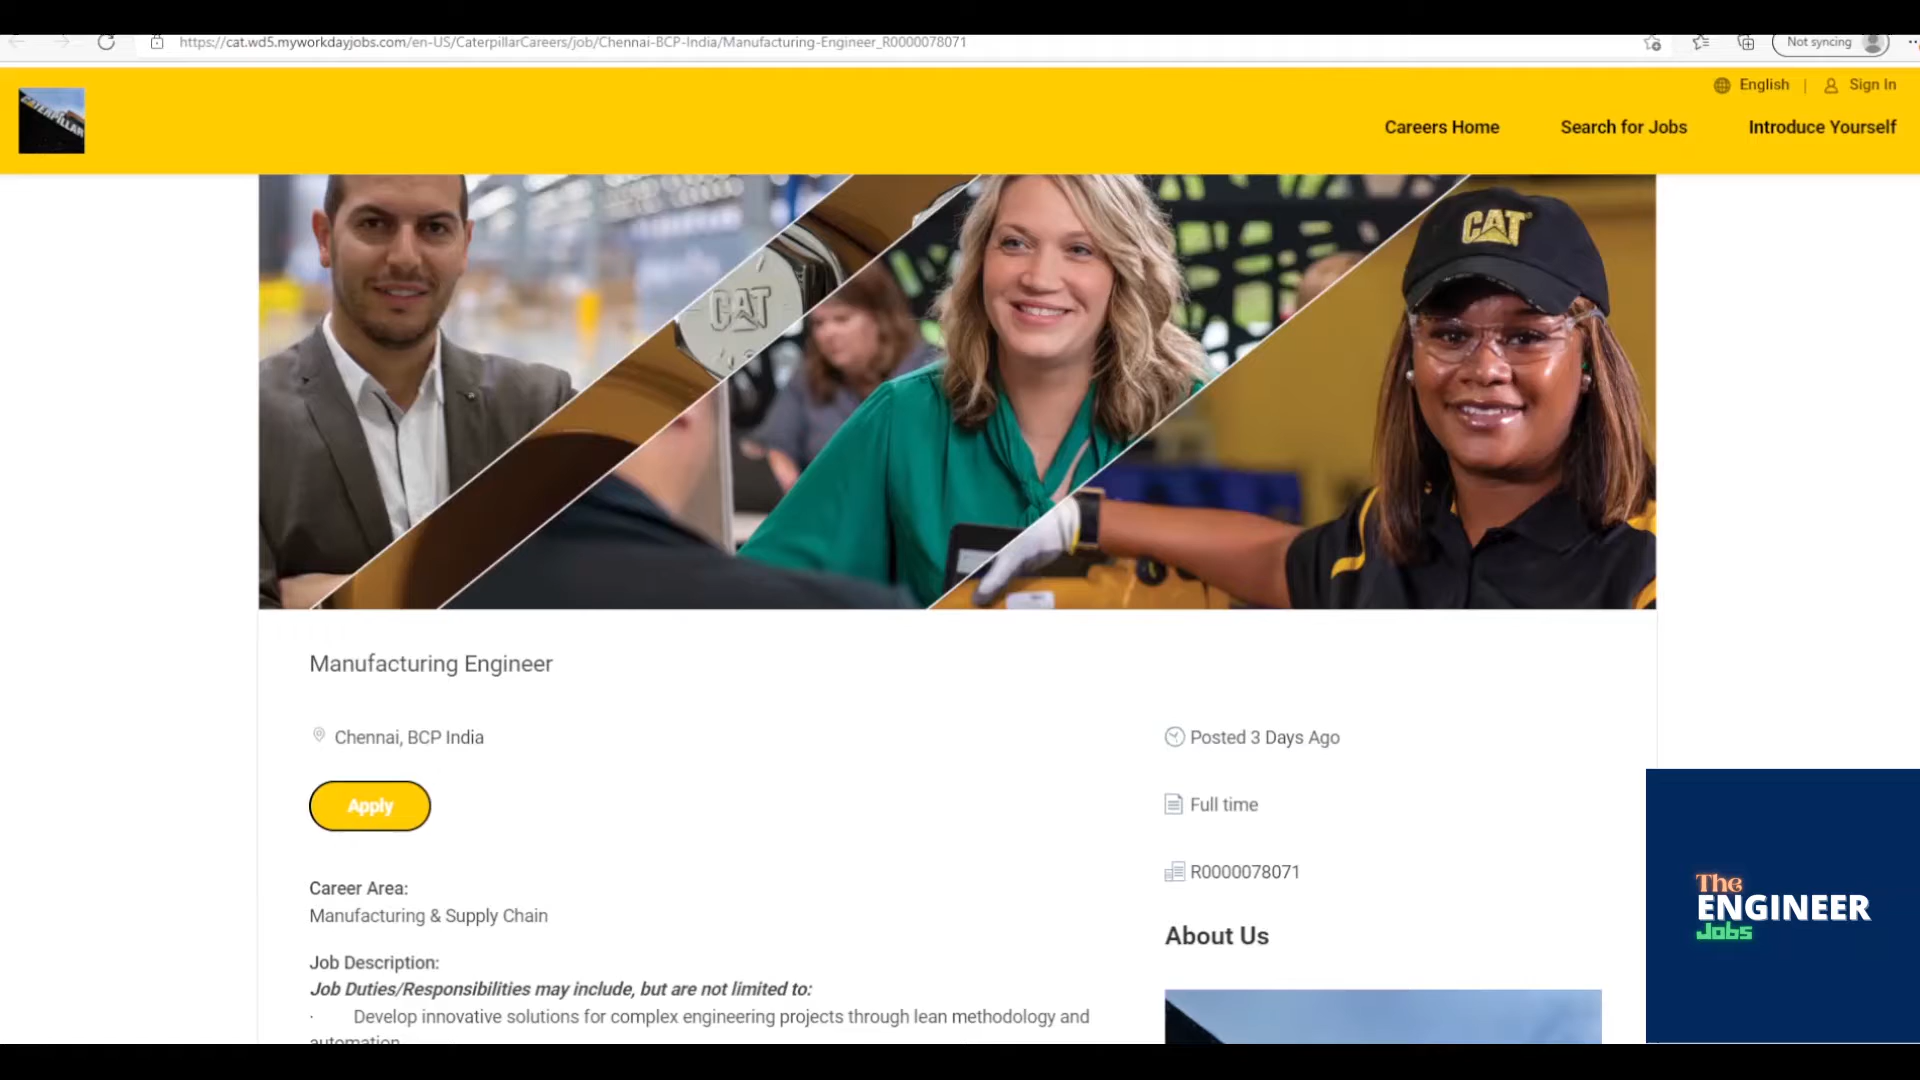 https://cat.wd5.myworkdayjobs.com/en-US/CaterpillarCareers/job/Chennai-BCP-India/Manufacturing-Engineer_R0000078071
Not syncing
English | Sign In
CATERPILLAR
Careers Home
Search for Jobs
Introduce Yourself
CAT
CAT
Manufacturing Engineer
Chennai, BCP India
Posted 3 Days Ago
Apply
Full time
R0000078071
Career Area:
Manufacturing & Supply Chain
About Us
Job Description:
Job Duties/Responsibilities may include, but are not limited to:
· Develop innovative solutions for complex engineering projects through lean methodology and
automation
The
ENGINEER
Jobs